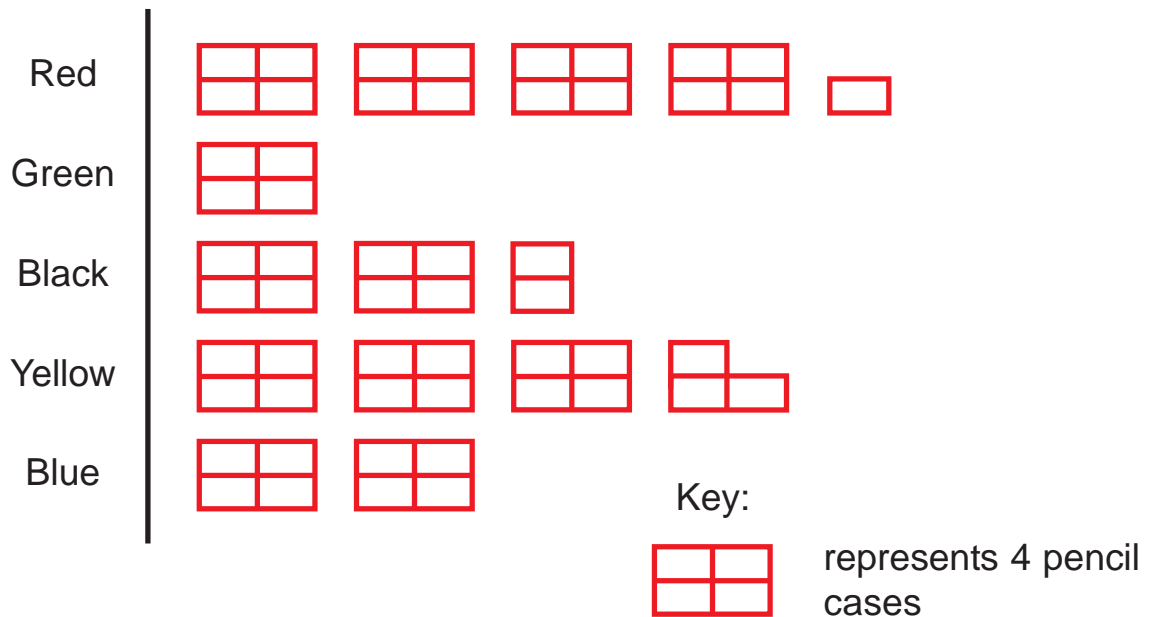 Red
Green
Black
Yellow
Blue
Key:
represents 4 pencil
cases